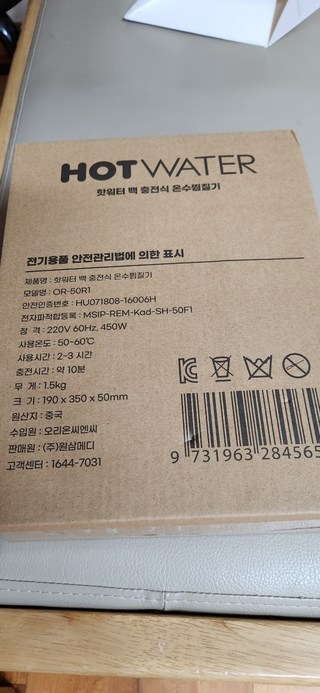 HOT WATER
핫워터 백 충전식 온수찜질기
전기용품 안전관리법에 의한 표시
제품명 : 핫워터 백 충전식 온수찜질기
모델명 : OR-50R1
안전인증번호 : HU071808-16006H
전자파적합등록 : MSIP-REM-Kad-SH-50F1
정 격 : 220V 60Hz, 450W
사용온도 : 50~60℃
사용시간 : 2~3 시간
충전시간 : 약 10분
무 게 : 1.5kg
크 기 : 190 x 350 x 50mm
원산지 : 중국
수입원 : 오리온씨엔씨
판매원 : (주)원삼메디
고객센터 : 1644-7031
9 731963 284565